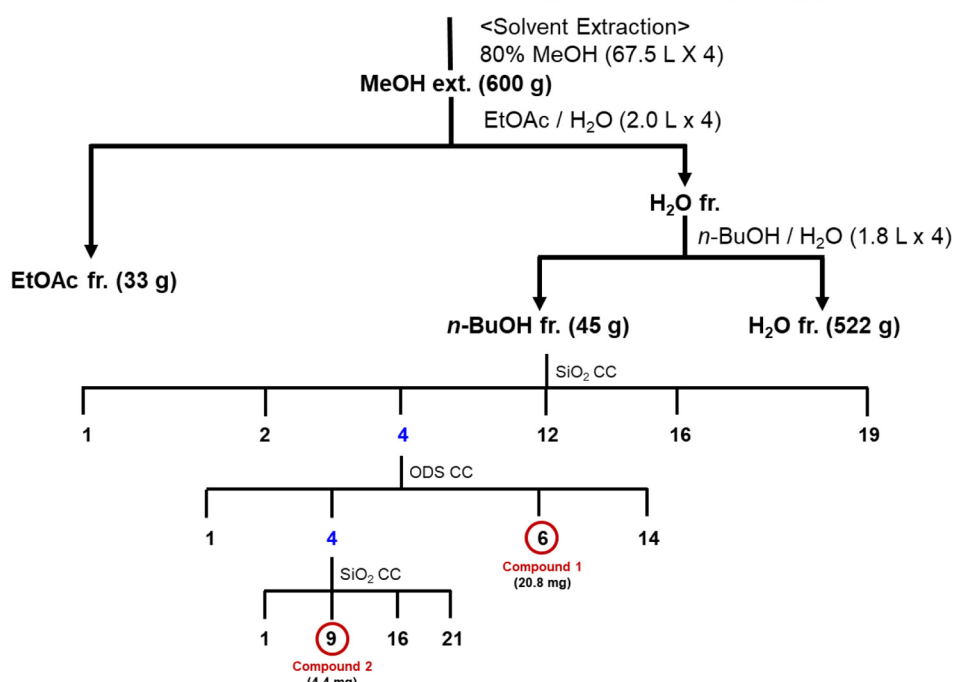 <Solvent Extraction>
80% MeOH (67.5 L X 4)
MeOH ext. (600 g)
EtOAc / H₂O (2.0 L x 4)
H₂O fr.
n-BuOH / H₂O (1.8 L x 4)
EtOAc fr. (33 g)
n-BuOH fr. (45 g)
H₂O fr. (522 g)
SiO₂ CC
1 2 4 12 16 19
ODS CC
1 4 6 14
Compound 1
(20.8 mg)
SiO₂ CC
1 9 16 21
Compound 2
(4.4 mg)